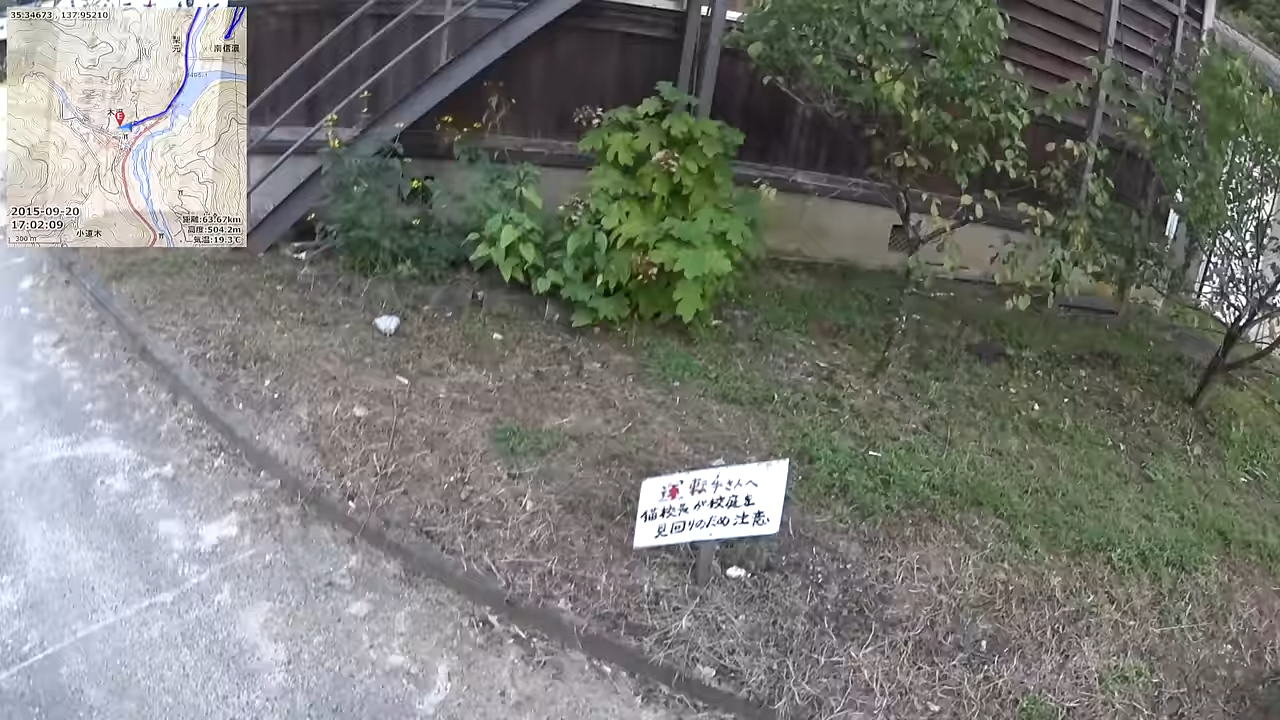 35.34673 , 137.95210
梨元
南信濃
2015-09-20
17:02:09
300 m
小道木
距離:63.67km
高度:504.2m
気温:19.3℃
運転手さんへ
猫校長が校庭を
見回りのため注意